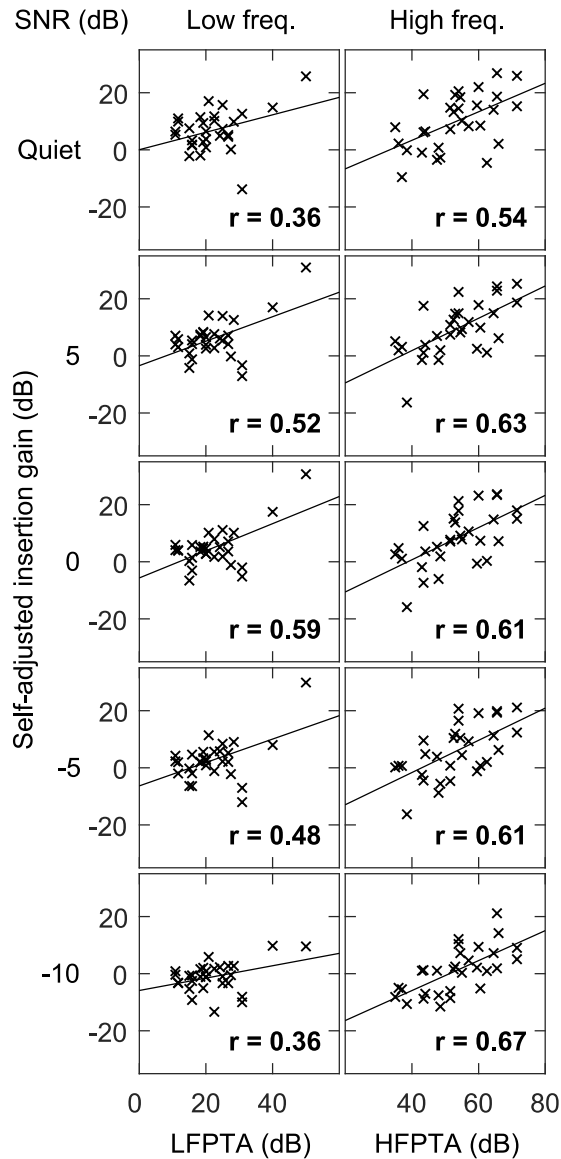 SNR (dB) Low freq. High freq.
Self-adjusted insertion gain (dB)
Quiet
20
0
-20
r = 0.36
r = 0.54
5
20
0
-20
r = 0.52
r = 0.63
0
20
0
-20
r = 0.59
r = 0.61
-5
20
0
-20
r = 0.48
r = 0.61
-10
20
0
-20
r = 0.36
r = 0.67
0 20 40 40 60 80
LFPTA (dB) HFPTA (dB)